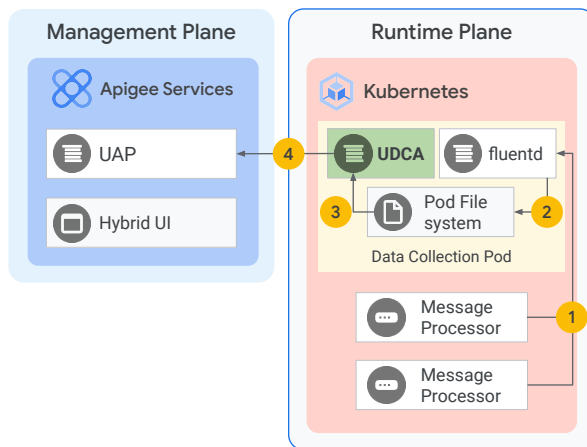 Management Plane
Apigee Services
UAP
Hybrid UI
Runtime Plane
Kubernetes
UDCA
fluentd
4
3
Pod File
system
2
Data Collection Pod
Message
Processor
1
Message
Processor